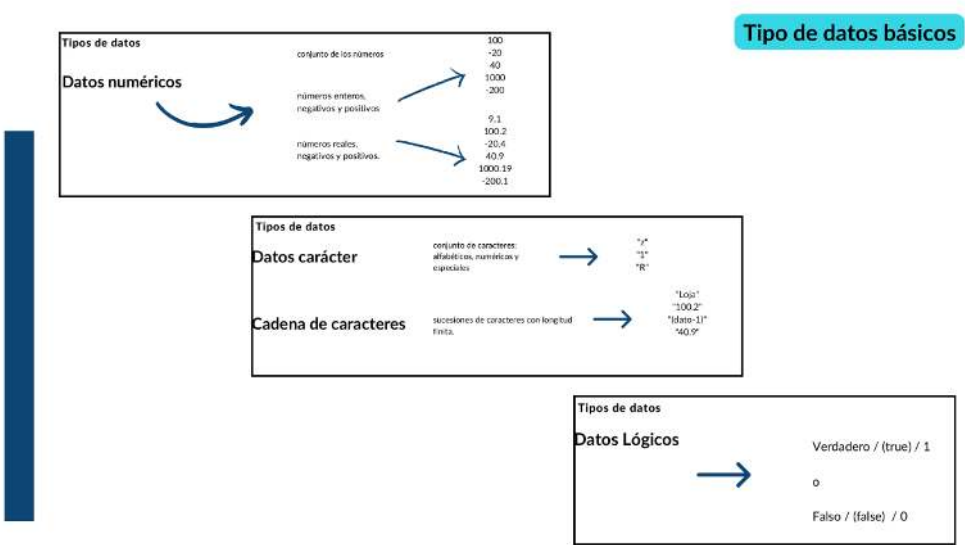 Tipo de datos básicos
Tipos de datos
Datos numéricos
conjunto de los números
números enteros,
negativos y positivos
100
-20
40
1000
-200
números reales,
negativos y positivos.
9.1
100.2
-20.4
40.9
1000.19
-200.1
Tipos de datos
Datos carácter
conjunto de caracteres:
alfabéticos, numéricos y
especiales
"1"
"R"
Cadena de caracteres
sucesiones de caracteres con longitud
finita.
"Loja"
"100.2"
"(dato-1)"
"40.9"
Tipos de datos
Datos Lógicos
Verdadero / (true) / 1
o
Falso / (false) / 0